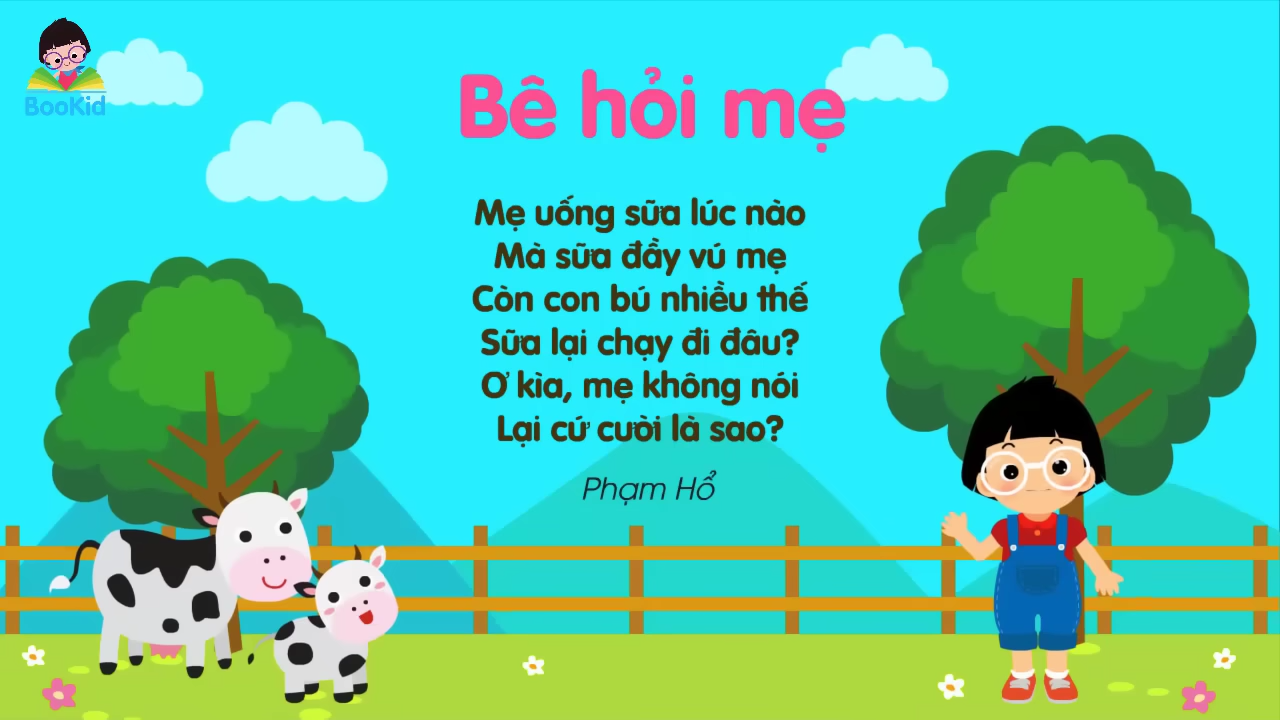 BooKid
Bê hỏi mẹ
Mẹ uống sữa lúc nào
Mà sữa đầy vú mẹ
Còn con bú nhiều thế
Sữa lại chạy đi đâu?
Ơ kìa, mẹ không nói
Lại cứ cười là sao?
Phạm Hổ